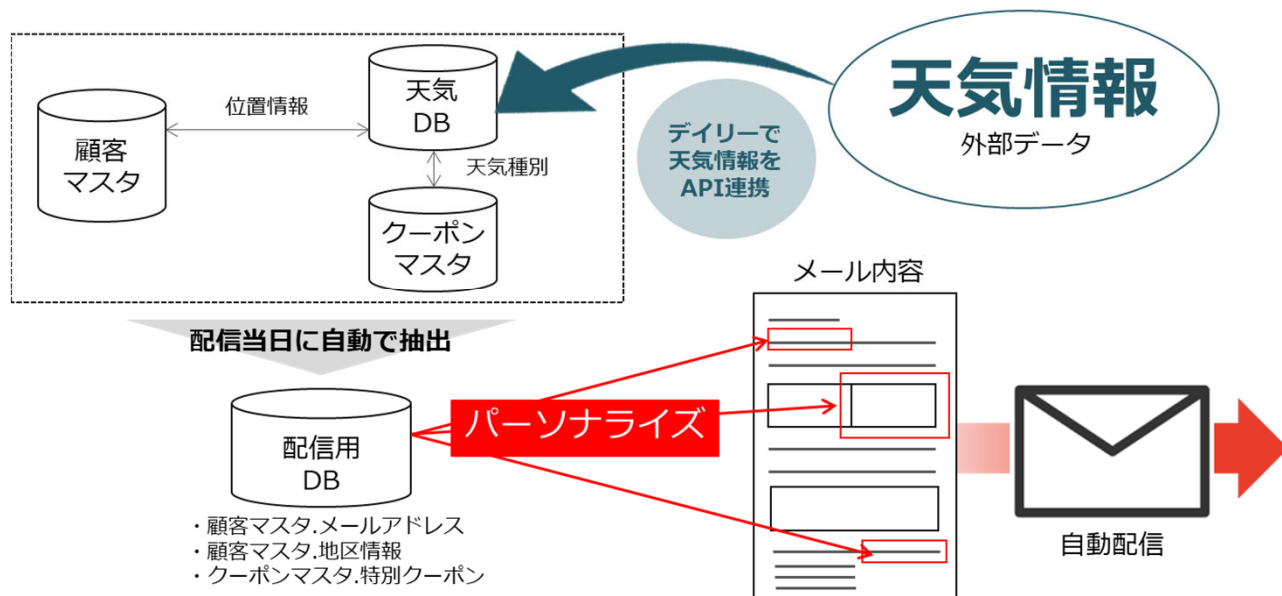 天気情報
外部データ
デイリーで
天気情報を
API連携
天気
DB
位置情報
顧客
マスタ
天気種別
クーポン
マスタ
配信当日に自動で抽出
配信用
DB
・顧客マスタ.メールアドレス
・顧客マスタ.地区情報
・クーポンマスタ.特別クーポン
パーソナライズ
メール内容
自動配信